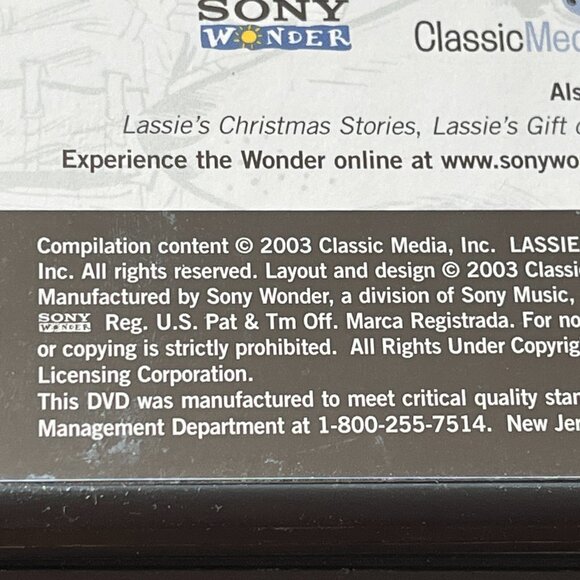 SONY
WONDER
ClassicMed
Als
Lassie's Christmas Stories, Lassie's Gift o
Experience the Wonder online at www.sonywo
Compilation content © 2003 Classic Media, Inc. LASSIE
Inc. All rights reserved. Layout and design © 2003 Classi
Manufactured by Sony Wonder, a division of Sony Music,
SONY WONDER Reg. U.S. Pat & Tm Off. Marca Registrada. For no
or copying is strictly prohibited. All Rights Under Copyrig
Licensing Corporation.
This DVD was manufactured to meet critical quality stan
Management Department at 1-800-255-7514. New Jer